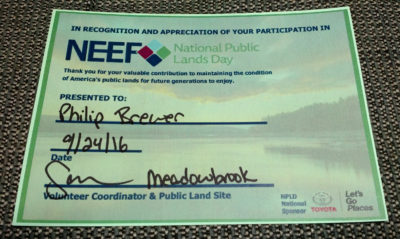 IN RECOGNITION AND APPRECIATION OF YOUR PARTICIPATION IN
NEEF National Public
Lands Day
Thank you for your valuable contribution to maintaining the condition
of America's public lands for future generations to enjoy.
PRESENTED TO:
Philip Brewer
9/24/16
Date
Meadowbrook
Volunteer Coordinator & Public Land Site
NPLD
National
Sponsor
TOYOTA
Let's
Go
Places